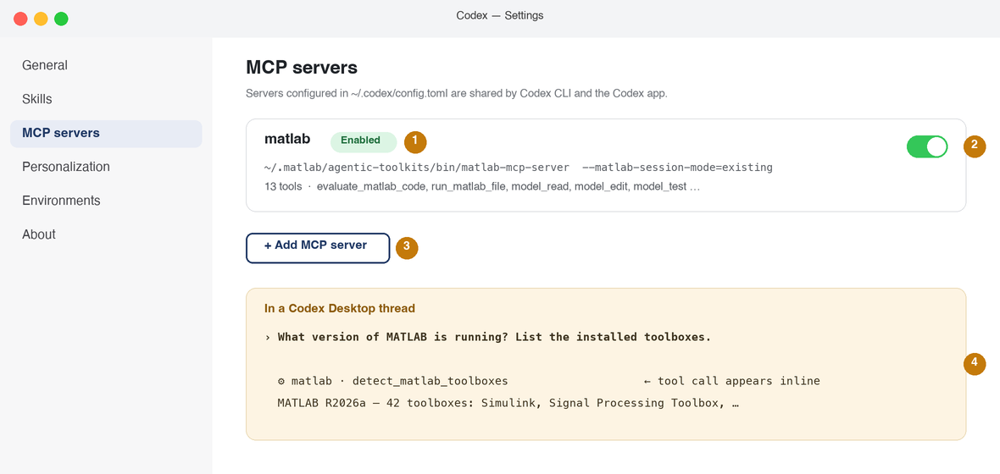 Codex — Settings
General
Skills
MCP servers
Personalization
Environments
About
MCP servers
Servers configured in ~/.codex/config.toml are shared by Codex CLI and the Codex app.
matlab Enabled 1
2
~/.matlab/agentic-toolkits/bin/matlab-mcp-server --matlab-session-mode=existing
13 tools · evaluate_matlab_code, run_matlab_file, model_read, model_edit, model_test …
+ Add MCP server 3
In a Codex Desktop thread
› What version of MATLAB is running? List the installed toolboxes.
4
⚙ matlab · detect_matlab_toolboxes ← tool call appears inline
MATLAB R2026a — 42 toolboxes: Simulink, Signal Processing Toolbox, …